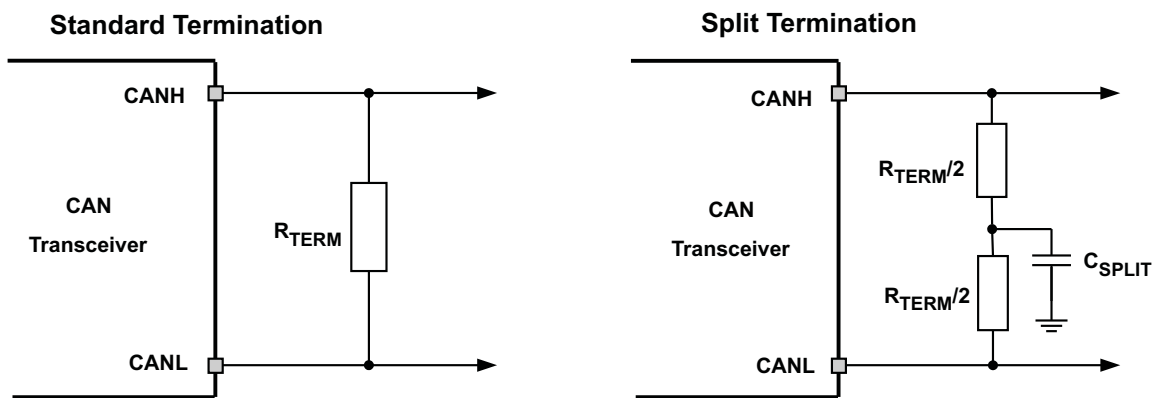 Standard Termination
CANH
CAN
Transceiver
RTERM
CANL
Split Termination
CANH
RTERM/2
CAN
Transceiver
CSPLIT
RTERM/2
CANL